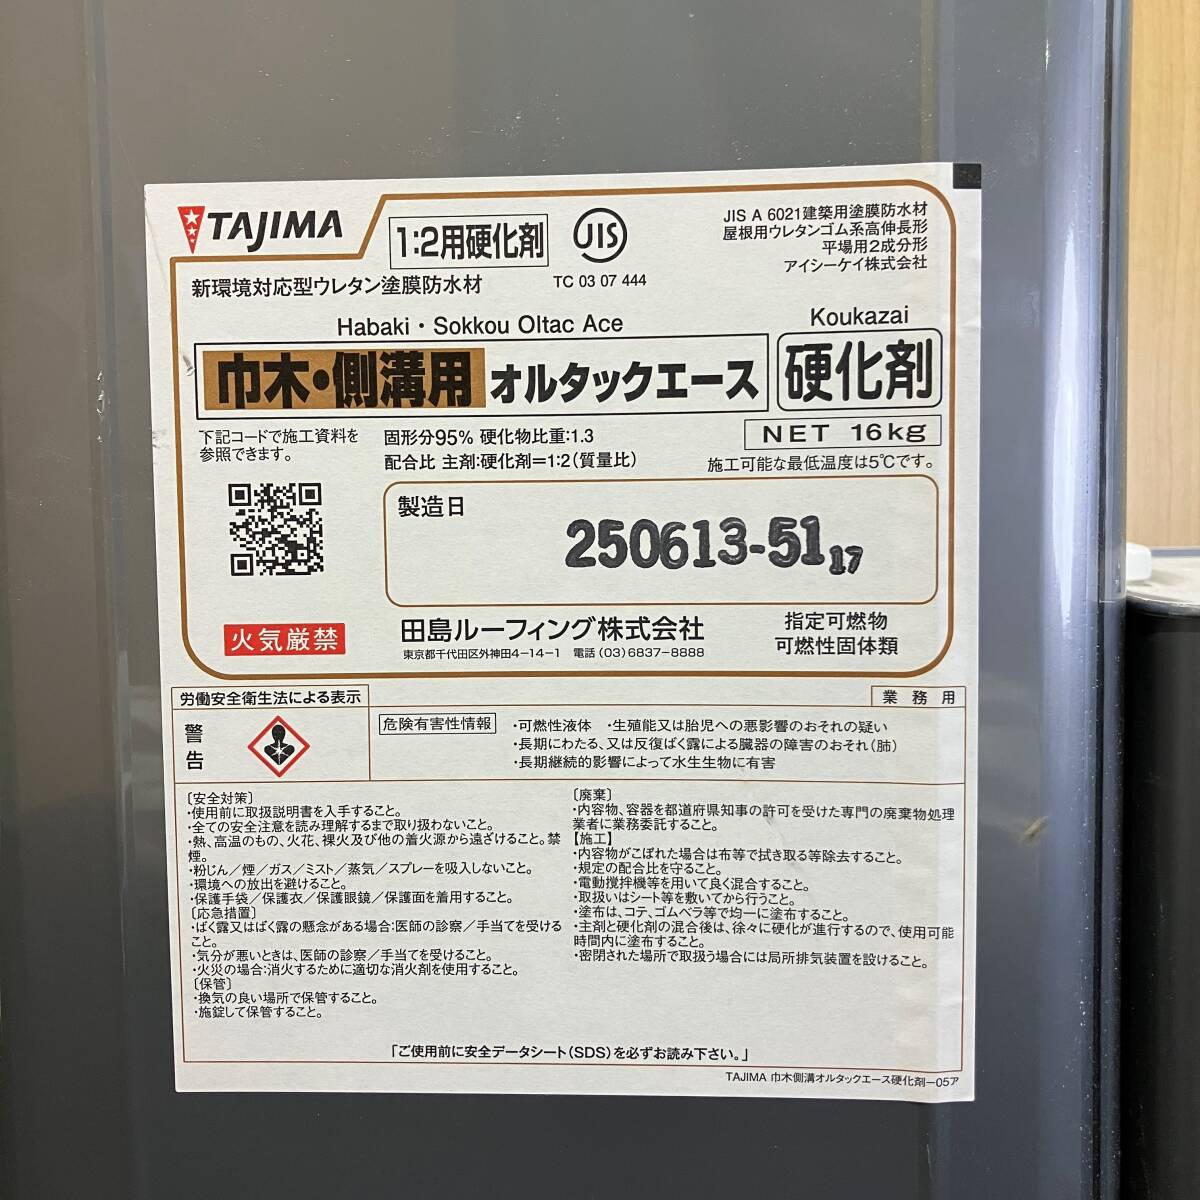 TAJIMA
1:2用硬化剤
JIS
TC 03 07 444
JIS A 6021建築用塗膜防水材
屋根用ウレタンゴム系高伸長形
平場用2成分形
アイシーケイ株式会社
新環境対応型ウレタン塗膜防水材
Habaki・Sokkou Oltac Ace
Koukazai
巾木・側溝用 オルタックエース
硬化剤
下記コードで施工資料を
参照できます。
固形分95% 硬化物比重:1.3
配合比 主剤:硬化剤=1:2(質量比)
NET 16kg
施工可能な最低温度は5℃です。
製造日
250613-51 17
火気厳禁
田島ルーフィング株式会社
東京都千代田区外神田4-14-1 電話(03)6837-8888
指定可燃物
可燃性固体類
労働安全衛生法による表示
業務用
警告
危険有害性情報
・可燃性液体 ・生殖能又は胎児への悪影響のおそれの疑い
・長期にわたる、又は反復ばく露による臓器の障害のおそれ(肺)
・長期継続的影響によって水生生物に有害
〔安全対策〕
・使用前に取扱説明書を入手すること。
・全ての安全注意を読み理解するまで取り扱わないこと。
・熱、高温のもの、火花、裸火及び他の着火源から遠ざけること。禁
煙。
・粉じん/煙/ガス/ミスト/蒸気/スプレーを吸入しないこと。
・環境への放出を避けること。
・保護手袋/保護衣/保護眼鏡/保護面を着用すること。
〔応急措置〕
・ばく露又はばく露の懸念がある場合:医師の診察/手当てを受ける
こと。
・気分が悪いときは、医師の診察/手当てを受けること。
・火災の場合:消火するために適切な消火剤を使用すること。
〔保管〕
・換気の良い場所で保管すること。
・施錠して保管すること。
〔廃棄〕
・内容物、容器を都道府県知事の許可を受けた専門の廃棄物処理
業者に業務委託すること。
【施工】
・内容物がこぼれた場合は布等で拭き取る等除去すること。
・規定の配合比を守ること。
・電動撹拌機等を用いて良く混合すること。
・取扱いはシート等を敷いてから行うこと。
・塗布は、コテ、ゴムベラ等で均一に塗布すること。
・主剤と硬化剤の混合後は、徐々に硬化が進行するので、使用可能
時間内に塗布すること。
・密閉された場所で取扱う場合には局所排気装置を設けること。
「ご使用前に安全データシート(SDS)を必ずお読み下さい。」
TAJIMA 巾木側溝オルタックエース硬化剤-05ア